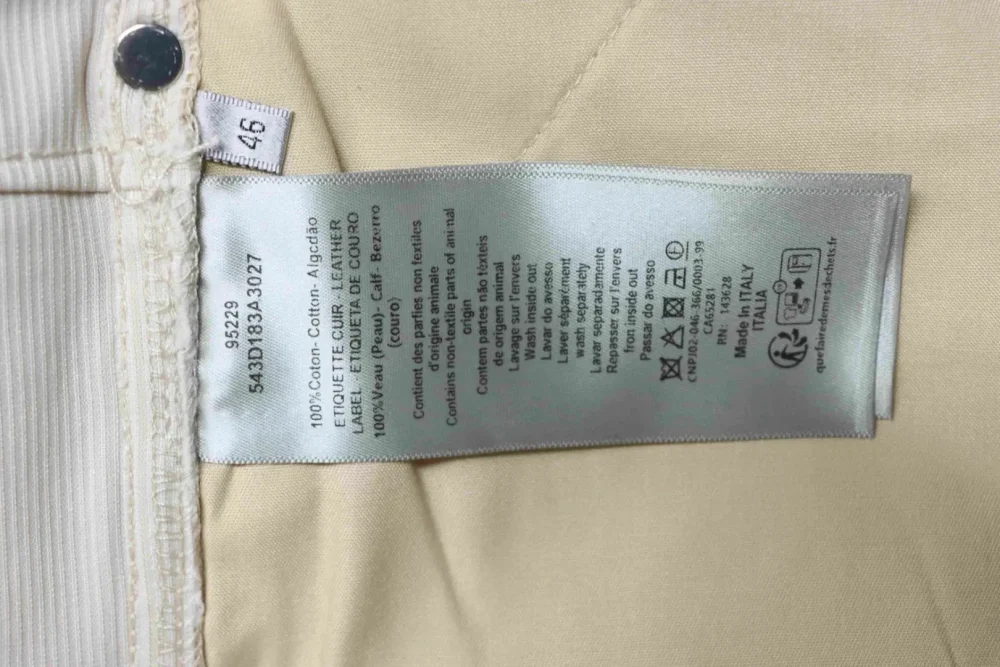 46
95229
543D183A3027
100%Coton- Cotton- Algodão
ETIQUETTE CUIR - LEATHER
LABEL - ETIQUETA DE COURO
100%Veau (Peau)- Calf- Bezerro
(couro)
Contient des parties non textiles
d'origine animale
Contains non-textile parts of animal
origin
Contem partes não têxteis
de origem animal
Lavage sur l'envers
Wash inside out
Lavar do avesso
Laver séparément
wash separately
Lavar separadamente
Repasser sur l'envers
Iron inside out
Passar do avesso
CNPJ02-046-366/0003-99
CA65281
RN: 143628
Made In ITALY
ITALIA
quefairedemesdechets.fr